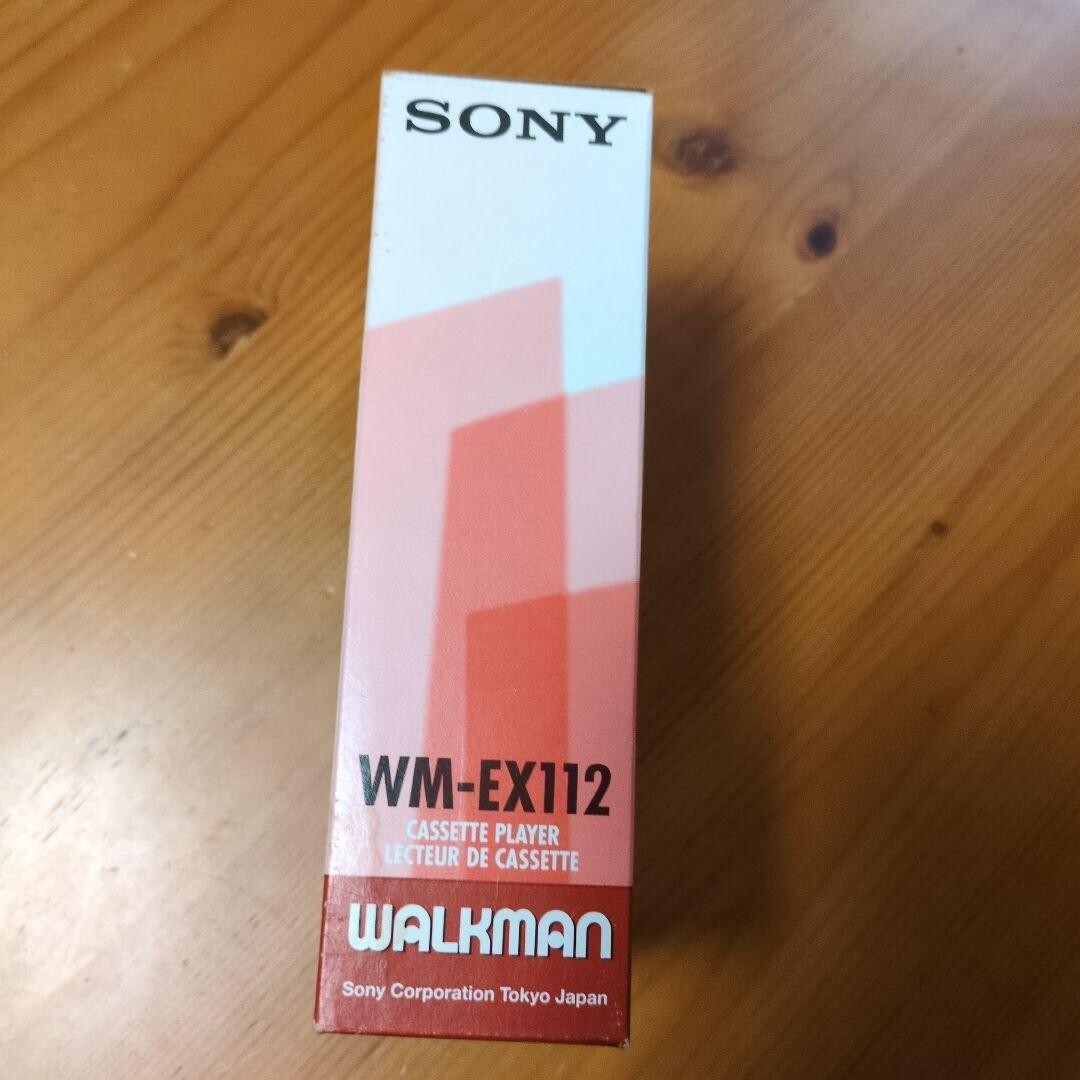 SONY
WM-EX112
CASSETTE PLAYER
LECTEUR DE CASSETTE
WALKMAN
Sony Corporation Tokyo Japan